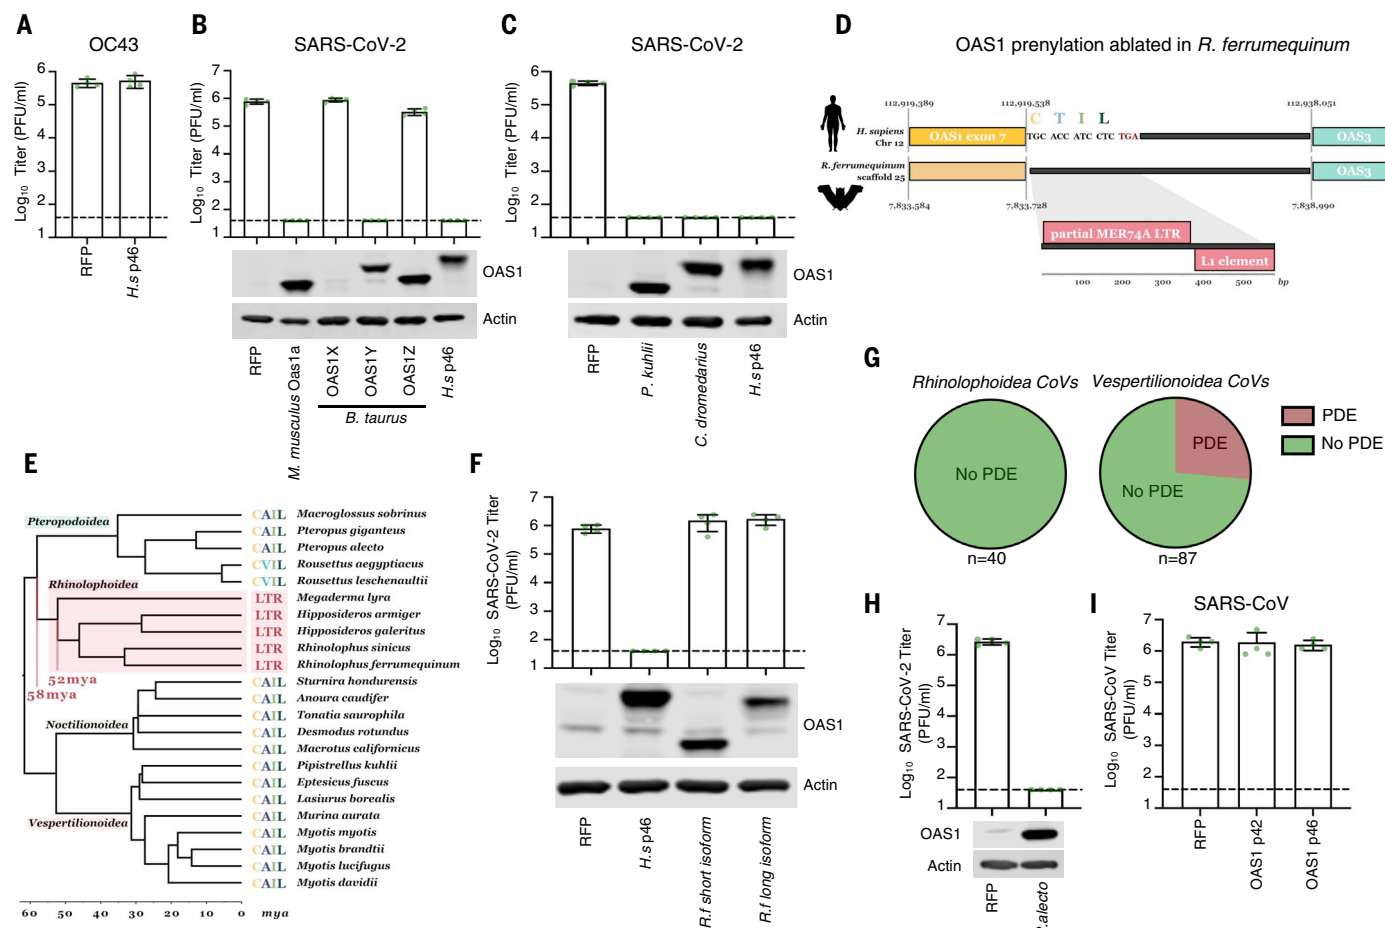 A
OC43
Log10 Titer (PFU/ml)
6
5
4
3
2
1
RFP
H.s p46
B
SARS-CoV-2
Log10 Titer (PFU/ml)
7
6
5
4
3
2
1
OAS1
Actin
RFP
M. musculus Oas1a
OAS1X
OAS1Y
OAS1Z
H.s p46
B. taurus
C
SARS-CoV-2
Log10 Titer (PFU/ml)
6
5
4
3
2
1
OAS1
Actin
RFP
P. kuhlii
C. dromedarius
H.s p46
D
OAS1 prenylation ablated in R. ferrumequinum
112,919,389
112,919,538
112,938,051
C T I L
H. sapiens
Chr 12
OAS1 exon 7
TGC ACC ATC CTC TGA
OAS3
R. ferrumequinum
scaffold 25
OAS3
7,833,584
7,833,728
7,838,990
partial MER74A LTR
L1 element
100 200 300 400 500 bp
E
Pteropodoidea
Rhinolophoidea
Noctilionoidea
Vespertilionoidea
52mya
58mya
CAIL Macroglossus sobrinus
CAIL Pteropus giganteus
CAIL Pteropus alecto
CVIL Rousettus aegyptiacus
CVIL Rousettus leschenaultii
LTR Megaderma lyra
LTR Hipposideros armiger
LTR Hipposideros galeritus
LTR Rhinolophus sinicus
LTR Rhinolophus ferrumequinum
CAIL Sturnira hondurensis
CAIL Anoura caudifer
CAIL Tonatia saurophila
CAIL Desmodus rotundus
CAIL Macrotus californicus
CAIL Pipistrellus kuhlii
CAIL Eptesicus fuscus
CAIL Lasiurus borealis
CAIL Murina aurata
CAIL Myotis myotis
CAIL Myotis brandtii
CAIL Myotis lucifugus
CAIL Myotis davidii
60 50 40 30 20 10 0 mya
F
Log10 SARS-CoV-2 Titer
(PFU/ml)
7
6
5
4
3
2
1
OAS1
Actin
RFP
H.s p46
R.f short isoform
R.f long isoform
G
Rhinolophoidea CoVs
Vespertilionoidea CoVs
No PDE
PDE
No PDE
PDE
No PDE
n=40
n=87
H
Log10 SARS-CoV-2 Titer
(PFU/ml)
7
6
5
4
3
2
1
OAS1
Actin
RFP
P.alecto
I
SARS-CoV
Log10 SARS-CoV Titer
(PFU/ml)
7
6
5
4
3
2
1
RFP
OAS1 p42
OAS1 p46